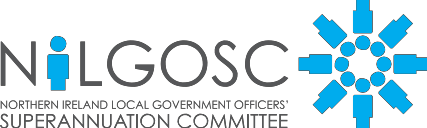 NiLGOSC
NORTHERN IRELAND LOCAL GOVERNMENT OFFICERS'
SUPERANNUATION COMMITTEE